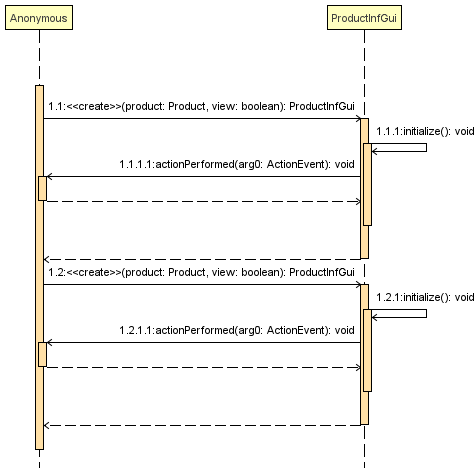 Anonymous
ProductInfGui
1.1:<<create>>(product: Product, view: boolean): ProductInfGui
1.1.1:initialize(): void
1.1.1.1:actionPerformed(arg0: ActionEvent): void
1.2:<<create>>(product: Product, view: boolean): ProductInfGui
1.2.1:initialize(): void
1.2.1.1:actionPerformed(arg0: ActionEvent): void